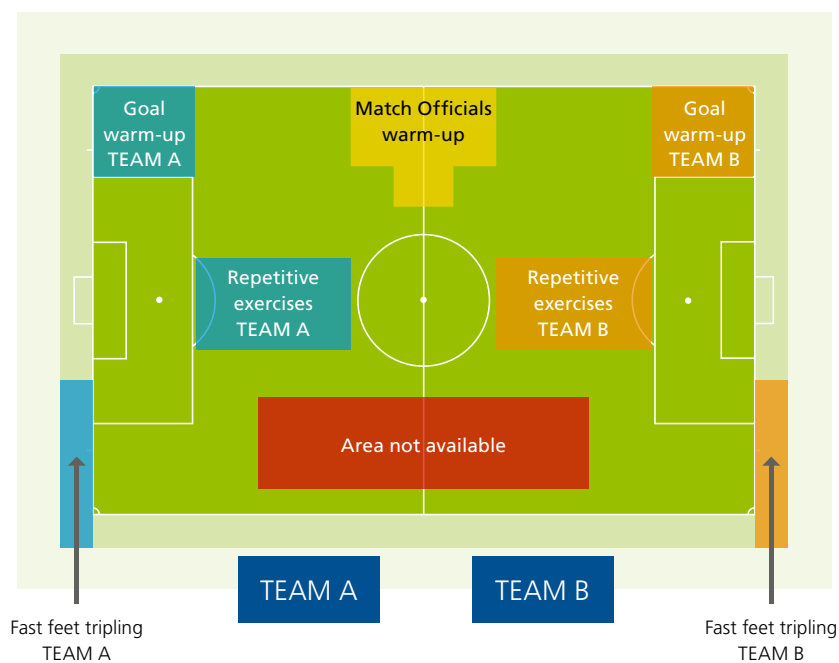 Goal
warm-up
TEAM A
Match Officials
warm-up
Goal
warm-up
TEAM B
Repetitive
exercises
TEAM A
Repetitive
exercises
TEAM B
Area not available
TEAM A
TEAM B
Fast feet tripling
TEAM A
Fast feet tripling
TEAM B